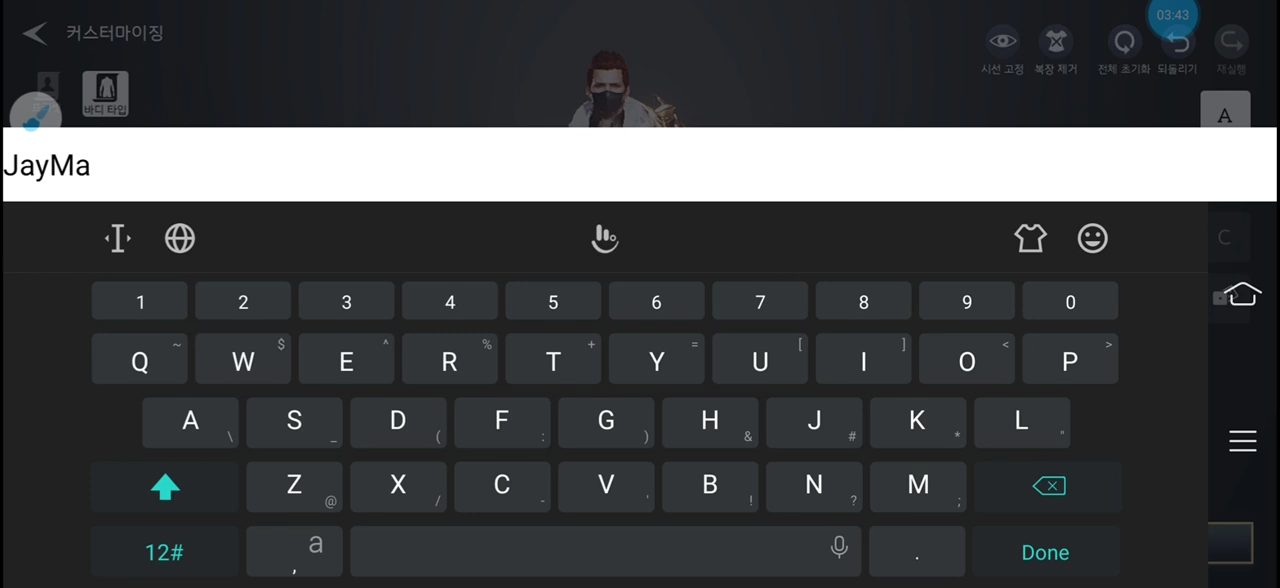 커스터마이징
03:43
시선 고정 복장 제거 전체 초기화 되돌리기 재실행
바디 타입
A
JayMa
C
1 2 3 4 5 6 7 8 9 0
Q ~ W $ E ^ R % T + Y = U [ I ] O < P >
A \ S _ D ( F : G ) H & J # K * L "
Z @ X / C - V ' B ! N ? M ;
12# , a . Done